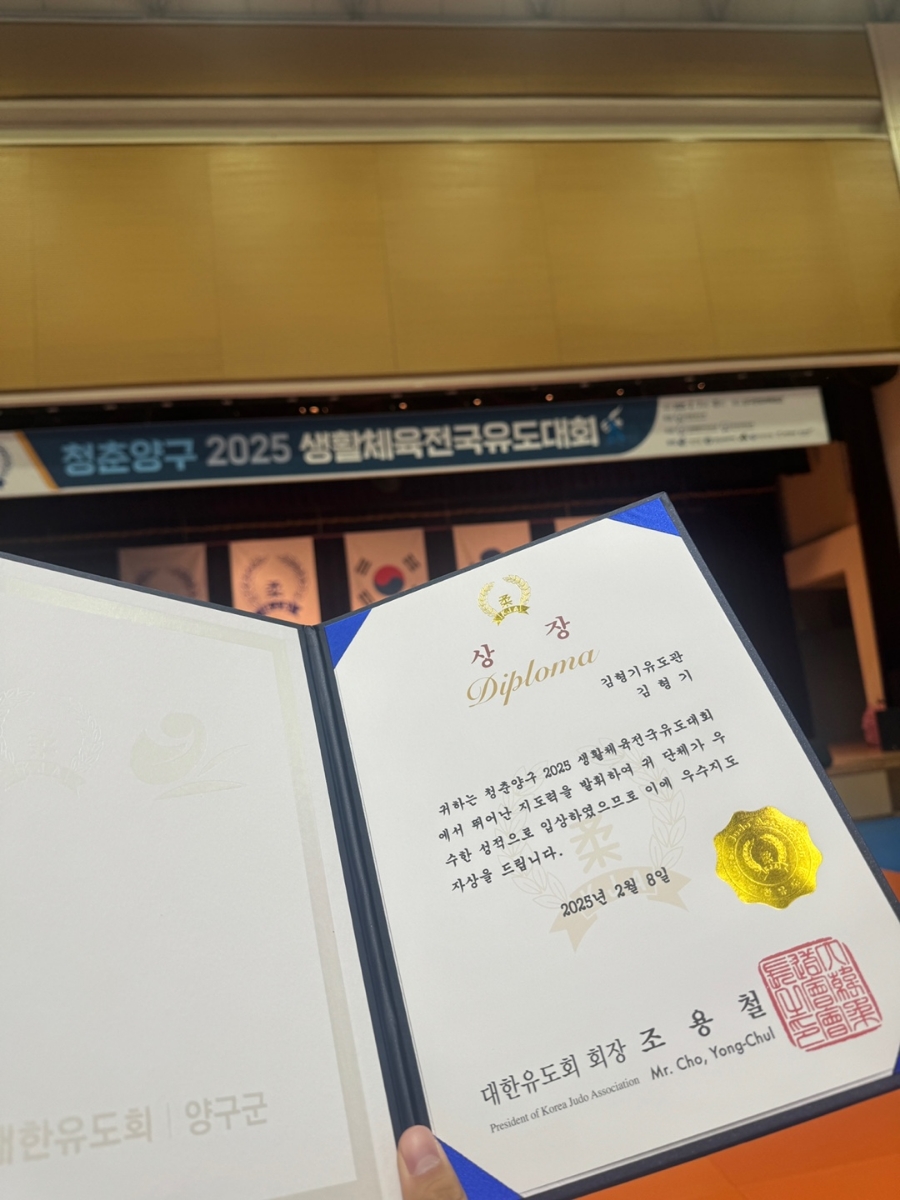 청춘양구 2025 생활체육전국유도대회
柔
상 장
Diploma
김형기유도관
김 형 기
귀하는 청춘양구 2025 생활체육전국유도대회
에서 뛰어난 지도력을 발휘하여 귀 단체가 우
수한 성적으로 입상하였으므로 이에 우수지도
자상을 드립니다.
柔
2025년 2월 8일
대한유도회 회장 조 용 철
President of Korea Judo Association Mr. Cho, Yong-Chul
대한유도회 | 양구군